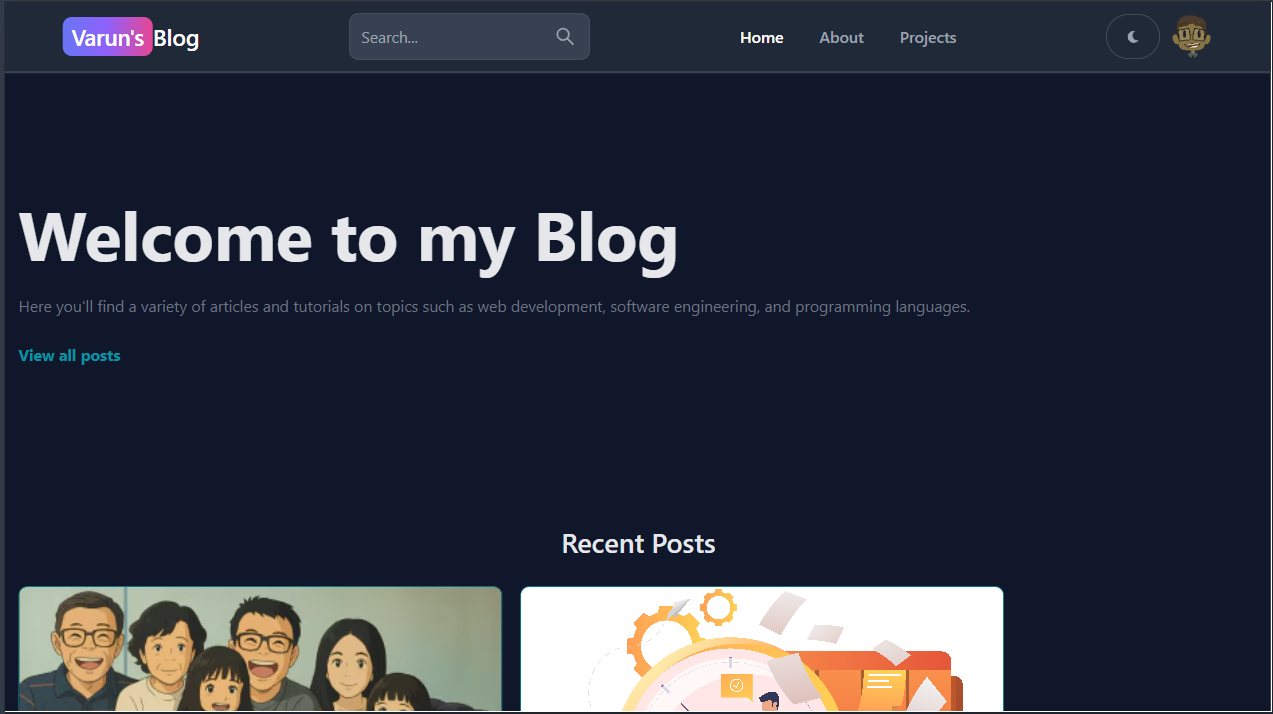 Varun's Blog
Search...
Home
About
Projects
Welcome to my Blog
Here you'll find a variety of articles and tutorials on topics such as web development, software engineering, and programming languages.
View all posts
Recent Posts